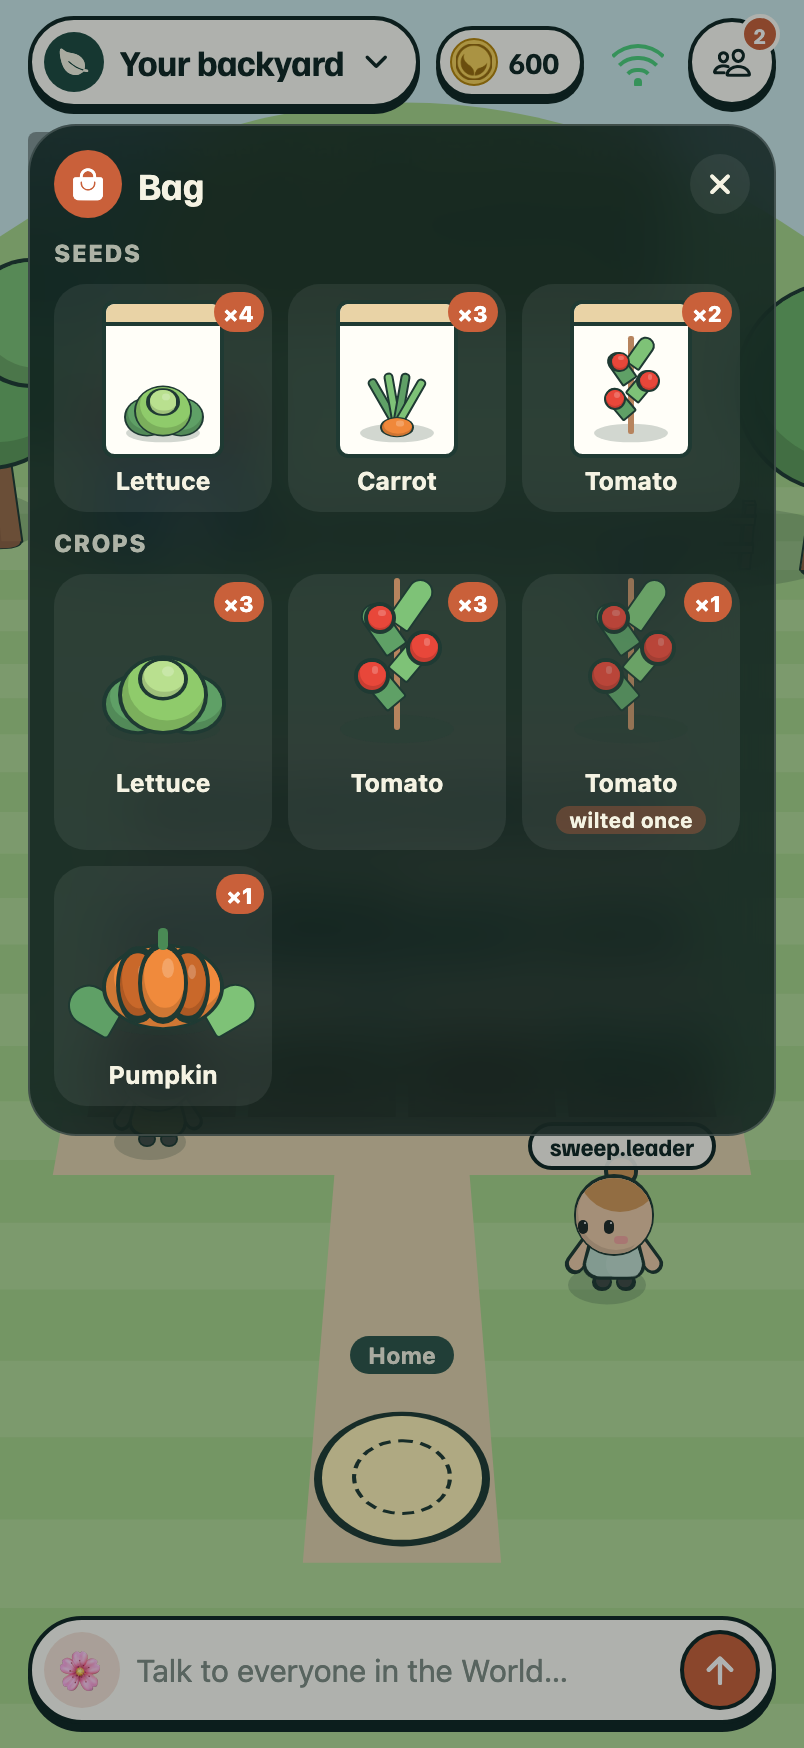 Your backyard
600
2
Bag
SEEDS
×4
×3
×2
Lettuce
Carrot
Tomato
CROPS
×3
×3
×1
Lettuce
Tomato
Tomato
wilted once
×1
Pumpkin
sweep.leader
Home
Talk to everyone in the World...